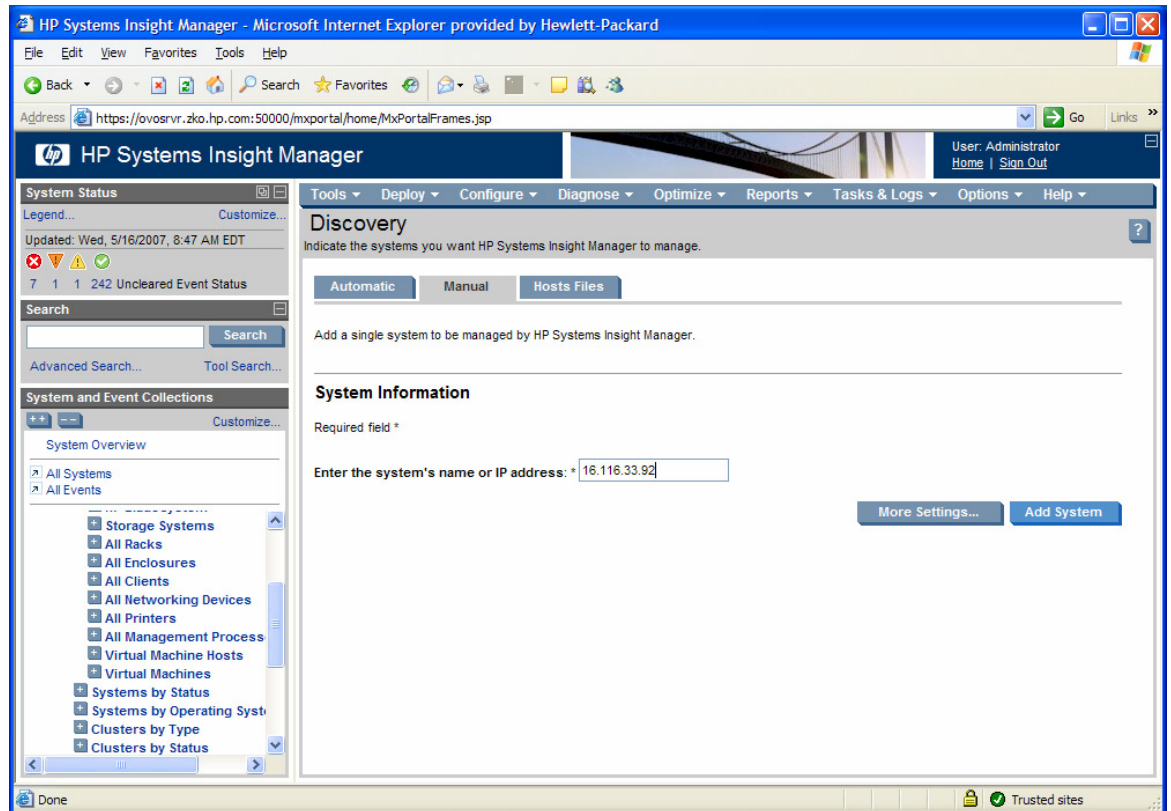 HP Systems Insight Manager - Microsoft Internet Explorer provided by Hewlett-Packard
File Edit View Favorites Tools Help
Back Search Favorites
Address https://ovosrvr.zko.hp.com:50000/mxportal/home/MxPortalFrames.jsp Go Links »
hp HP Systems Insight Manager
User: Administrator
Home | Sign Out
System Status
Legend... Customize...
Updated: Wed, 5/16/2007, 8:47 AM EDT
7 1 1 242 Uncleared Event Status
Search
Search
Advanced Search... Tool Search...
System and Event Collections
++ -- Customize...
System Overview
All Systems
All Events
Storage Systems
All Racks
All Enclosures
All Clients
All Networking Devices
All Printers
All Management Process
Virtual Machine Hosts
Virtual Machines
Systems by Status
Systems by Operating Syst
Clusters by Type
Clusters by Status
Tools Deploy Configure Diagnose Optimize Reports Tasks & Logs Options Help
Discovery
?
Indicate the systems you want HP Systems Insight Manager to manage.
Automatic Manual Hosts Files
Add a single system to be managed by HP Systems Insight Manager.
System Information
Required field *
Enter the system's name or IP address: * 16.116.33.92
More Settings... Add System
Done Trusted sites